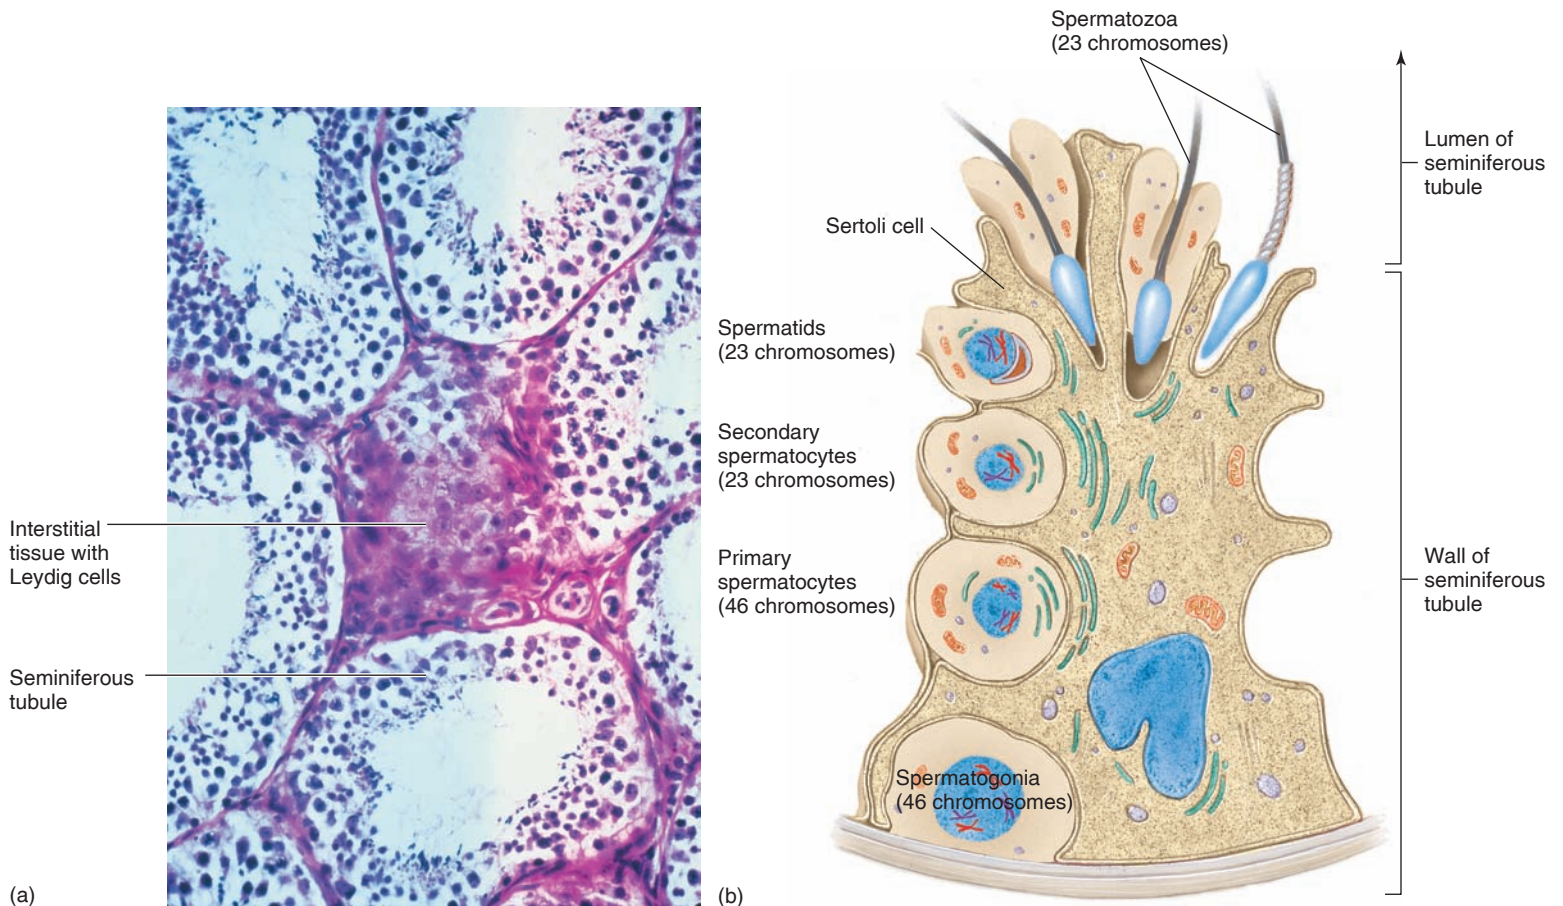 Interstitial
tissue with
Leydig cells
Seminiferous
tubule
(a)
Spermatozoa
(23 chromosomes)
Lumen of
seminiferous
tubule
Sertoli cell
Spermatids
(23 chromosomes)
Secondary
spermatocytes
(23 chromosomes)
Primary
spermatocytes
(46 chromosomes)
Wall of
seminiferous
tubule
Spermatogonia
(46 chromosomes)
(b)